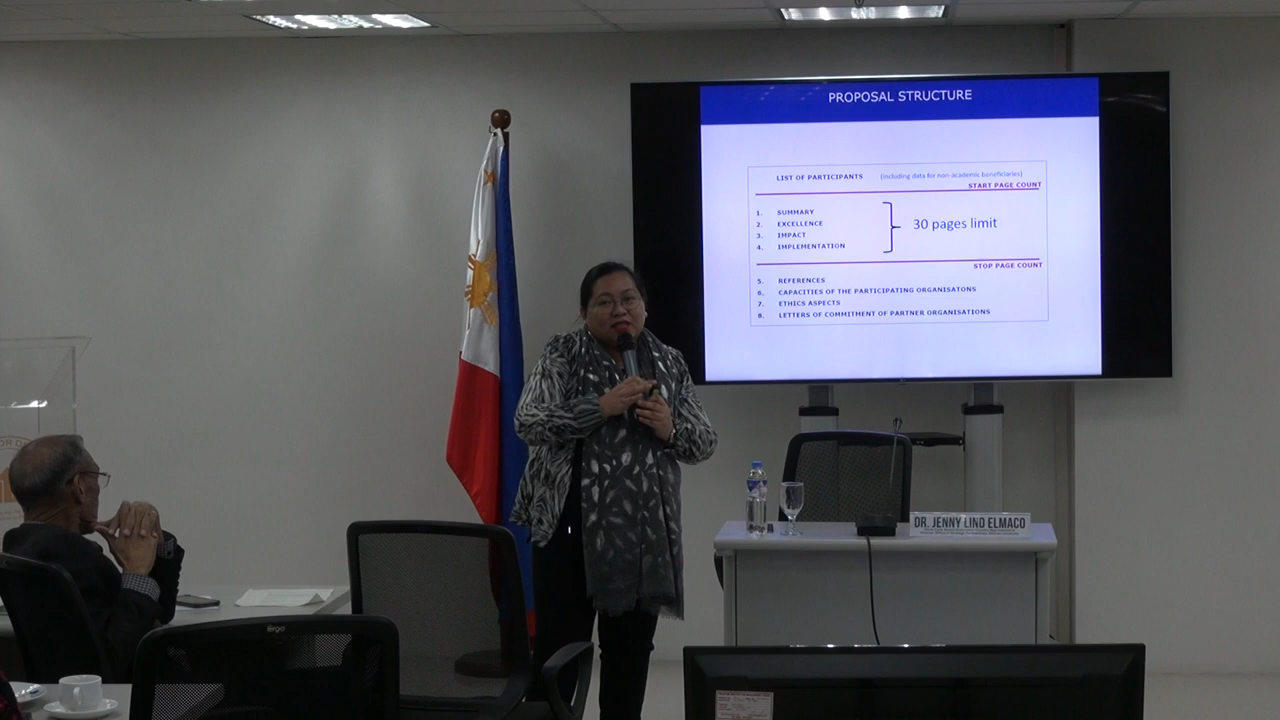 PROPOSAL STRUCTURE
LIST OF PARTICIPANTS (including data for non-academic beneficiaries)
START PAGE COUNT
1. SUMMARY
2. EXCELLENCE
3. IMPACT
4. IMPLEMENTATION
30 pages limit
STOP PAGE COUNT
5. REFERENCES
6. CAPACITIES OF THE PARTICIPATING ORGANISATONS
7. ETHICS ASPECTS
8. LETTERS OF COMMITMENT OF PARTNER ORGANISATIONS
DR. JENNY LIND ELMACO
ergo